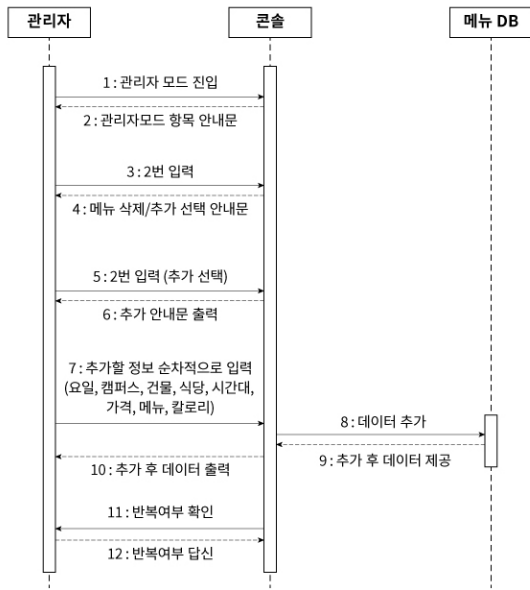 관리자
콘솔
메뉴 DB
1 : 관리자 모드 진입
2 : 관리자모드 항목 안내문
3 : 2번 입력
4 : 메뉴 삭제/추가 선택 안내문
5 : 2번 입력 (추가 선택)
6 : 추가 안내문 출력
7 : 추가할 정보 순차적으로 입력
(요일, 캠퍼스, 건물, 식당, 시간대,
가격, 메뉴, 칼로리)
8 : 데이터 추가
9 : 추가 후 데이터 제공
10 : 추가 후 데이터 출력
11 : 반복여부 확인
12 : 반복여부 답신